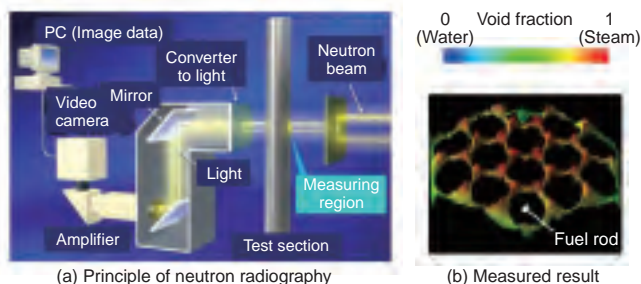 PC (Image data)
Converter
to light
Neutron
beam
Mirror
Video
camera
Light
Measuring
region
Amplifier
Test section
(a) Principle of neutron radiography
0
(Water)
Void fraction
1
(Steam)
Fuel rod
(b) Measured result